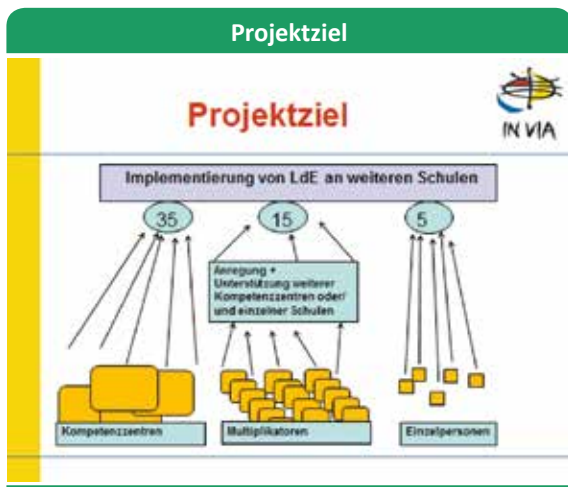 Projektziel
Projektziel
IN VIA
Implementierung von LdE an weiteren Schulen
35
15
5
Anregung +
Unterstützung weiterer
Kompetenzzentren oder/
und einzelner Schulen
Kompetenzzentren
Multiplikatoren
Einzelpersonen